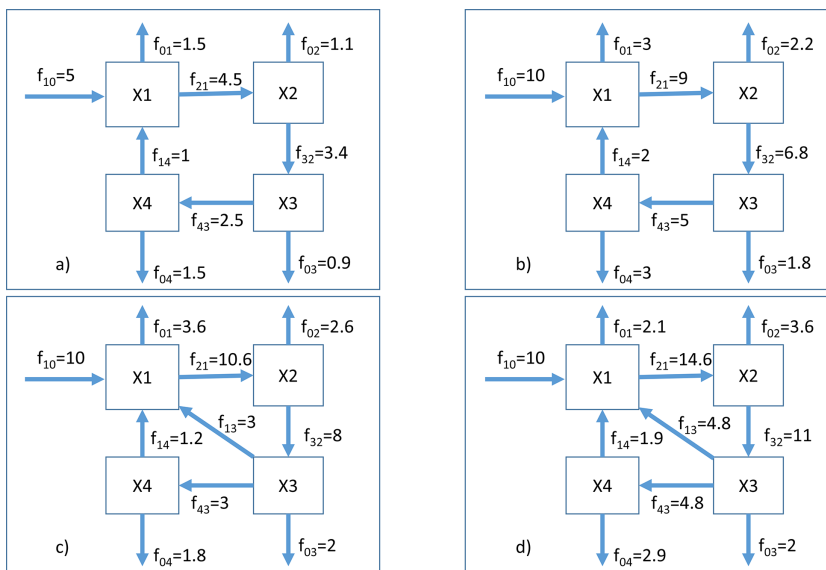 f₀₁=1.5
f₀₂=1.1
f₁₀=5
X1
f₂₁=4.5
X2
f₁₄=1
f₃₂=3.4
X4
f₄₃=2.5
X3
a)
f₀₄=1.5
f₀₃=0.9
f₀₁=3
f₀₂=2.2
f₁₀=10
X1
f₂₁=9
X2
f₁₄=2
f₃₂=6.8
X4
f₄₃=5
X3
b)
f₀₄=3
f₀₃=1.8
f₀₁=3.6
f₀₂=2.6
f₁₀=10
X1
f₂₁=10.6
X2
f₁₃=3
f₁₄=1.2
f₃₂=8
X4
f₄₃=3
X3
c)
f₀₄=1.8
f₀₃=2
f₀₁=2.1
f₀₂=3.6
f₁₀=10
X1
f₂₁=14.6
X2
f₁₃=4.8
f₁₄=1.9
f₃₂=11
X4
f₄₃=4.8
X3
d)
f₀₄=2.9
f₀₃=2